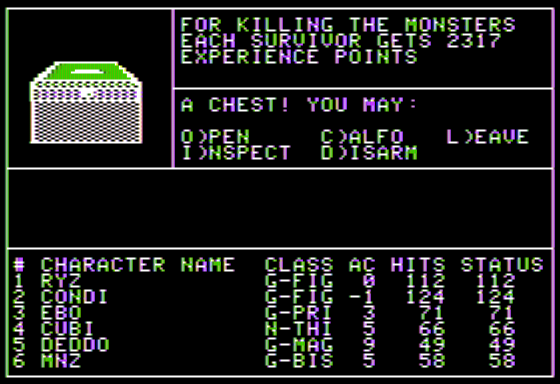 FOR KILLING THE MONSTERS
EACH SURVIVOR GETS 2317
EXPERIENCE POINTS
A CHEST! YOU MAY:
O)PEN C)ALFO L)EAVE
I)NSPECT D)ISARM
# CHARACTER NAME CLASS AC HITS STATUS
1 RYZ G-FIG 0 112 112
2 CONDI G-FIG -1 124 124
3 EBO G-PRI 3 71 71
4 CUBI N-THI 5 66 66
5 DEDDO G-MAG 9 49 49
6 MNZ G-BIS 5 58 58